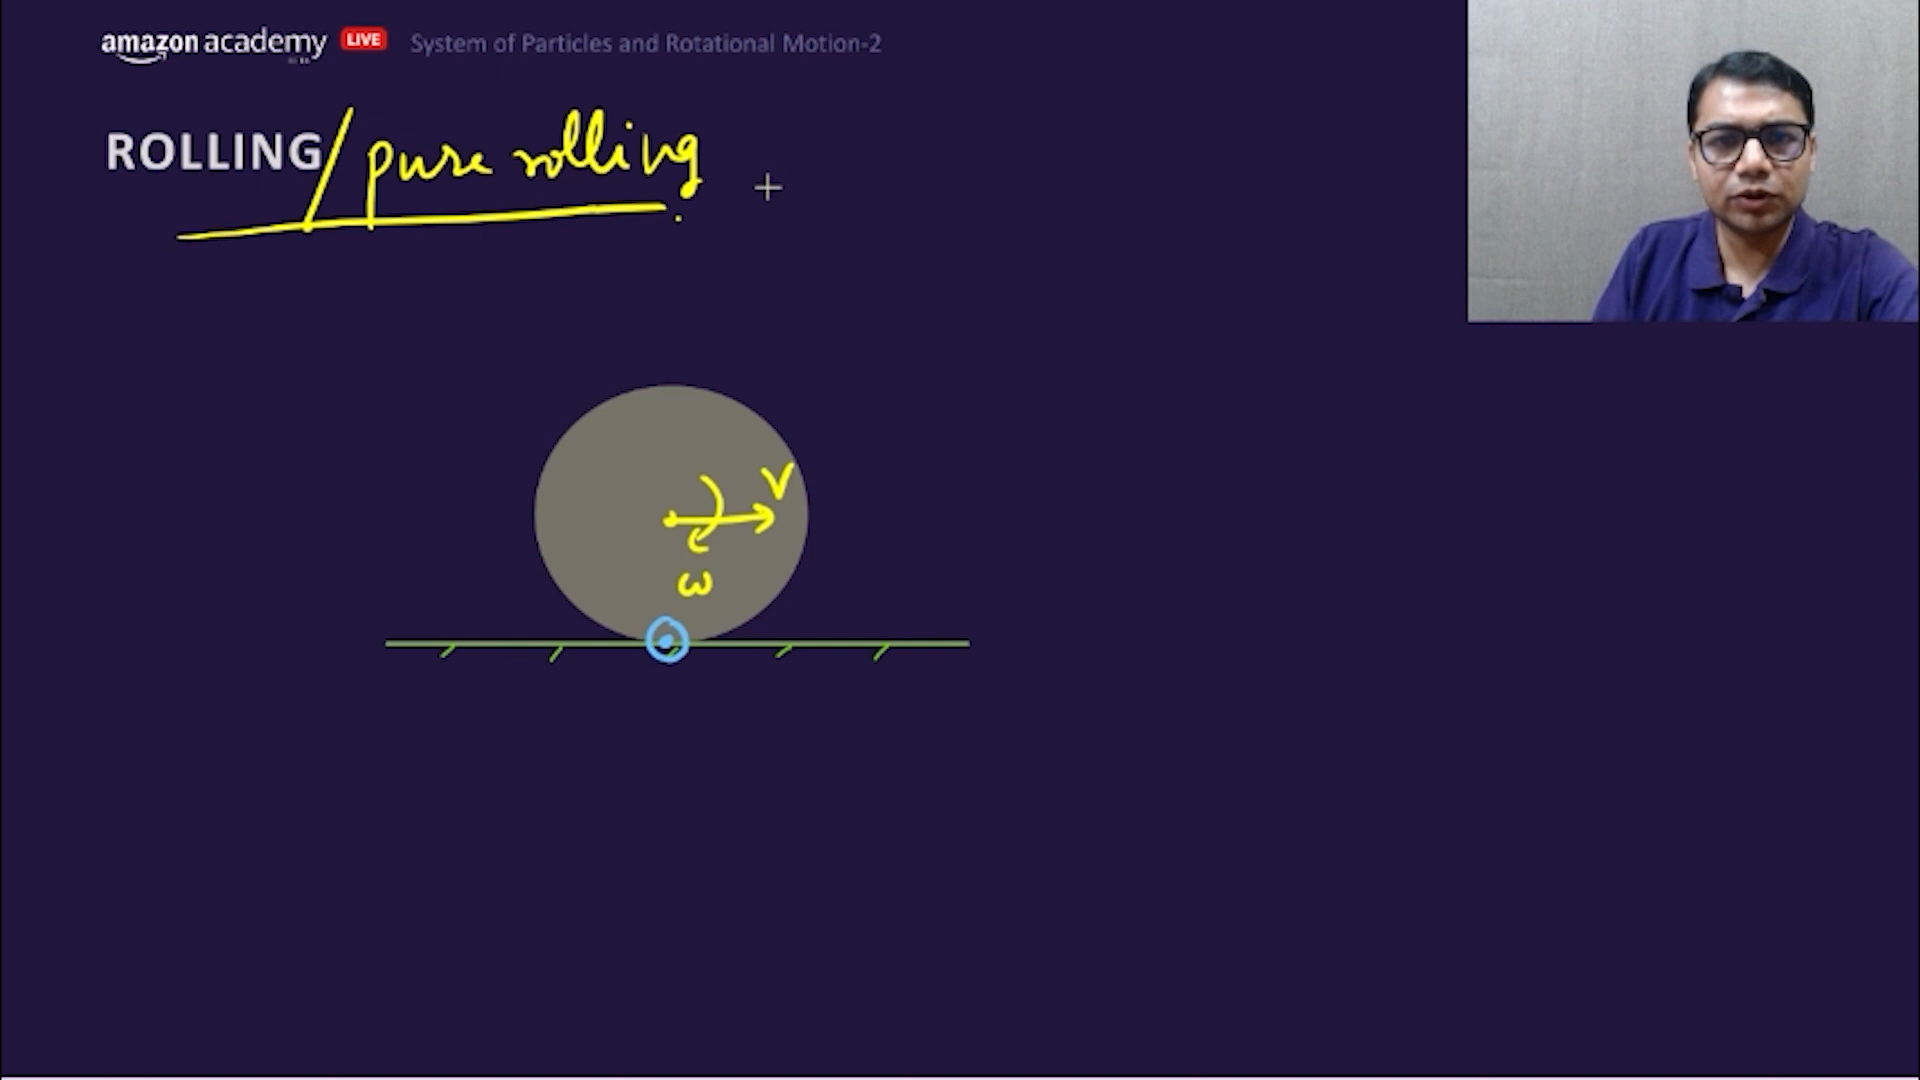 amazon academy LIVE System of Particles and Rotational Motion-2
ROLLING/pure rolling
V
ω